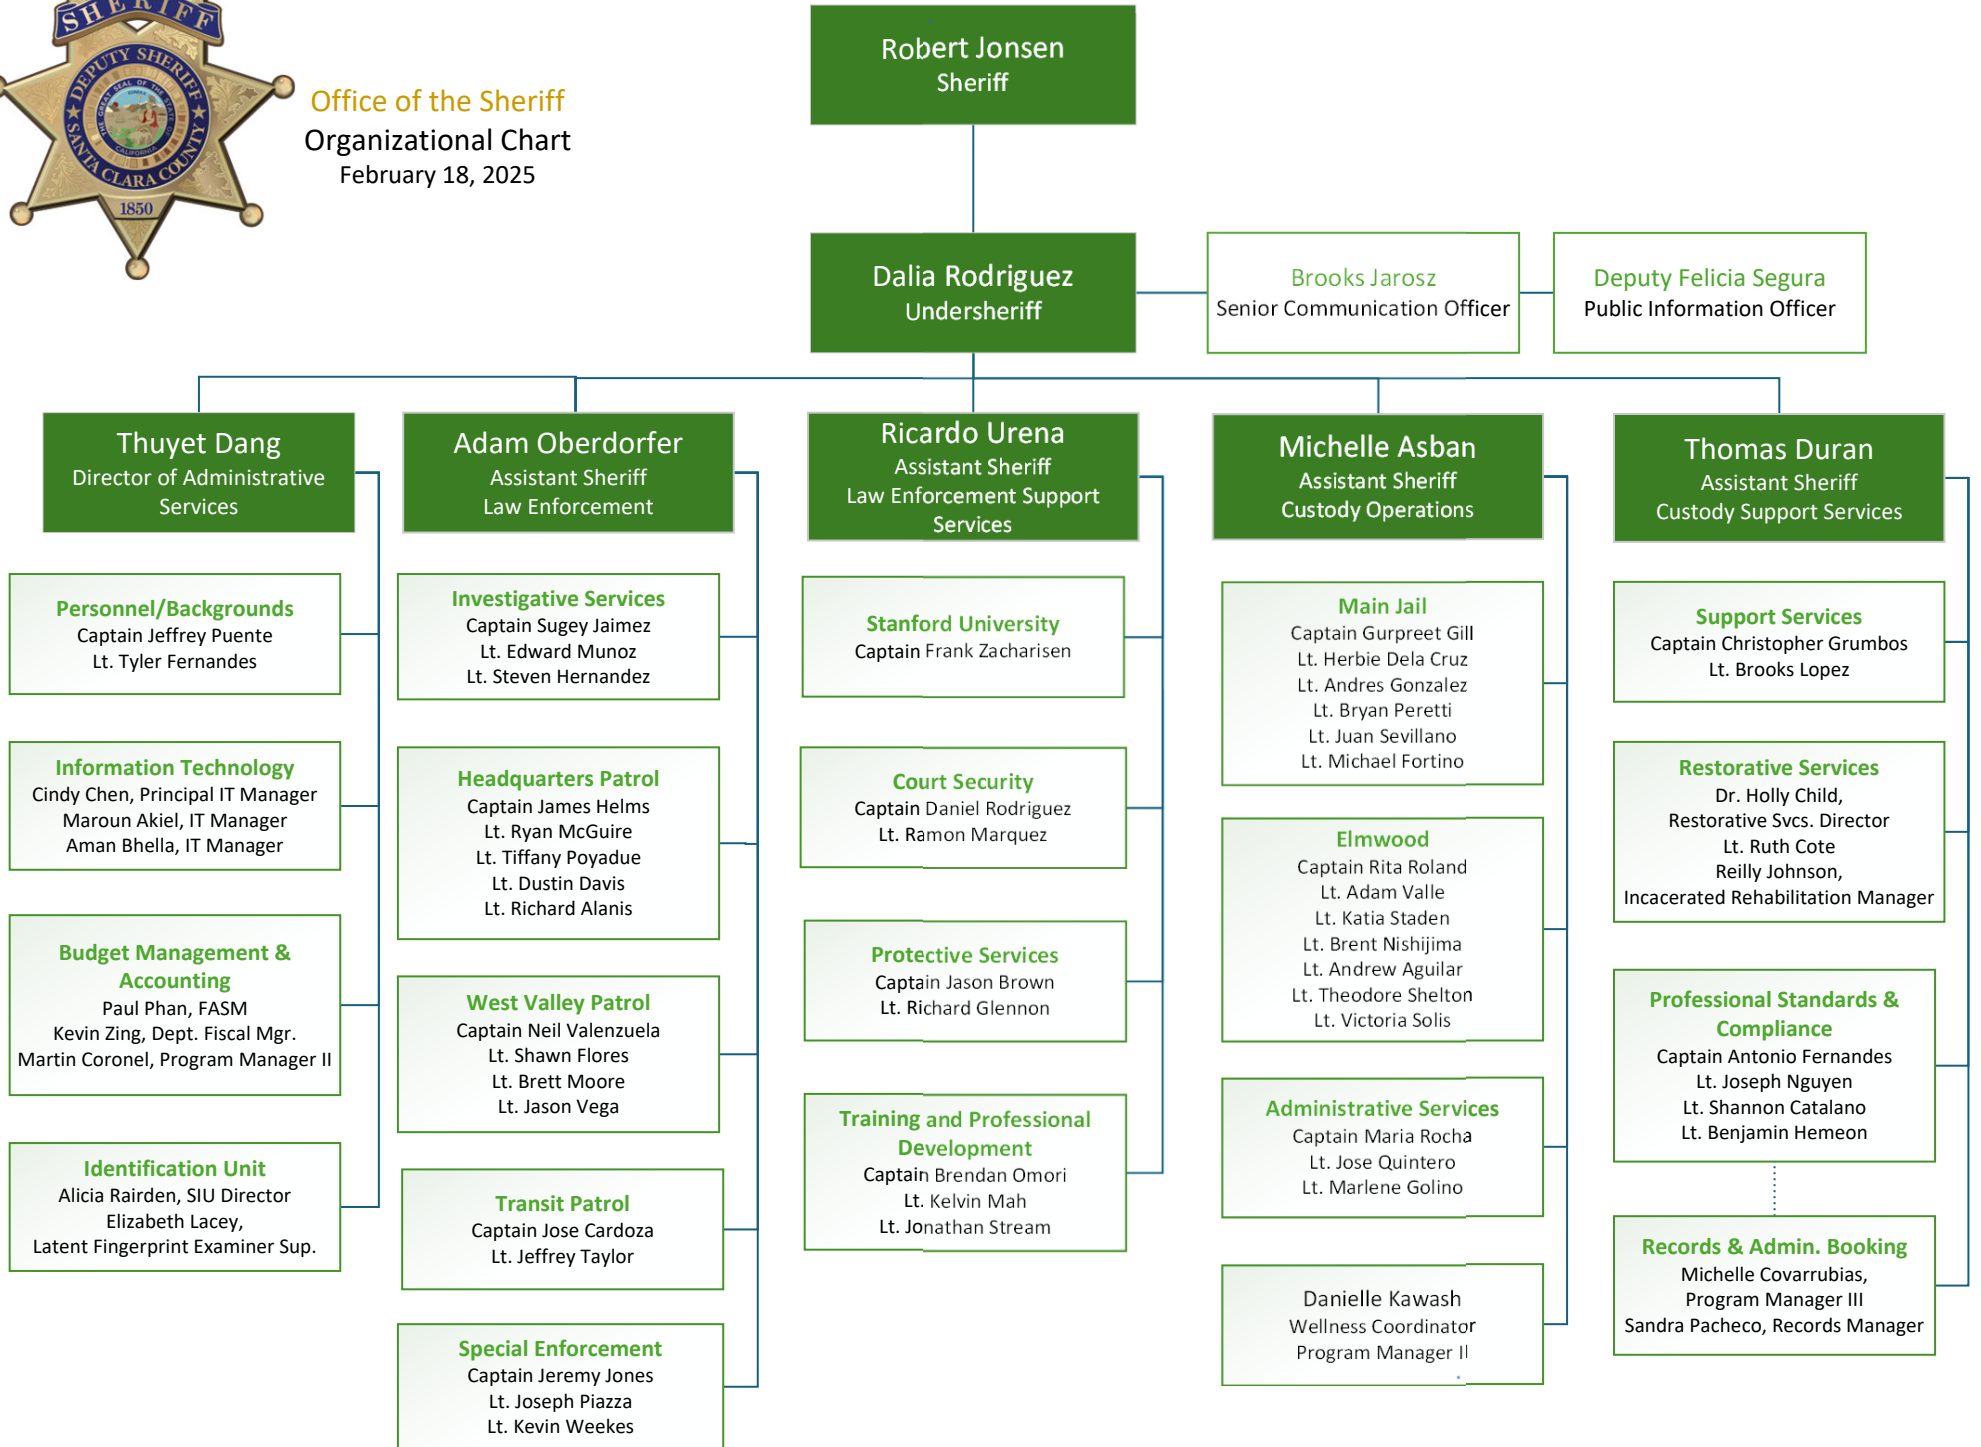 SHERIFF
DEPUTY SHERIFF
GREAT SEAL OF THE STATE OF
EUREKA
CALIFORNIA
SANTA CLARA COUNTY
1850
Office of the Sheriff
Organizational Chart
February 18, 2025
Robert Jonsen
Sheriff
Dalia Rodriguez
Undersheriff
Brooks Jarosz
Senior Communication Officer
Deputy Felicia Segura
Public Information Officer
Thuyet Dang
Director of Administrative
Services
Personnel/Backgrounds
Captain Jeffrey Puente
Lt. Tyler Fernandes
Information Technology
Cindy Chen, Principal IT Manager
Maroun Akiel, IT Manager
Aman Bhella, IT Manager
Budget Management &
Accounting
Paul Phan, FASM
Kevin Zing, Dept. Fiscal Mgr.
Martin Coronel, Program Manager II
Identification Unit
Alicia Rairden, SIU Director
Elizabeth Lacey,
Latent Fingerprint Examiner Sup.
Adam Oberdorfer
Assistant Sheriff
Law Enforcement
Investigative Services
Captain Sugey Jaimez
Lt. Edward Munoz
Lt. Steven Hernandez
Headquarters Patrol
Captain James Helms
Lt. Ryan McGuire
Lt. Tiffany Poyadue
Lt. Dustin Davis
Lt. Richard Alanis
West Valley Patrol
Captain Neil Valenzuela
Lt. Shawn Flores
Lt. Brett Moore
Lt. Jason Vega
Transit Patrol
Captain Jose Cardoza
Lt. Jeffrey Taylor
Special Enforcement
Captain Jeremy Jones
Lt. Joseph Piazza
Lt. Kevin Weekes
Ricardo Urena
Assistant Sheriff
Law Enforcement Support
Services
Stanford University
Captain Frank Zacharisen
Court Security
Captain Daniel Rodriguez
Lt. Ramon Marquez
Protective Services
Captain Jason Brown
Lt. Richard Glennon
Training and Professional
Development
Captain Brendan Omori
Lt. Kelvin Mah
Lt. Jonathan Stream
Michelle Asban
Assistant Sheriff
Custody Operations
Main Jail
Captain Gurpreet Gill
Lt. Herbie Dela Cruz
Lt. Andres Gonzalez
Lt. Bryan Peretti
Lt. Juan Sevillano
Lt. Michael Fortino
Elmwood
Captain Rita Roland
Lt. Adam Valle
Lt. Katia Staden
Lt. Brent Nishijima
Lt. Andrew Aguilar
Lt. Theodore Shelton
Lt. Victoria Solis
Administrative Services
Captain Maria Rocha
Lt. Jose Quintero
Lt. Marlene Golino
Danielle Kawash
Wellness Coordinator
Program Manager II
Thomas Duran
Assistant Sheriff
Custody Support Services
Support Services
Captain Christopher Grumbos
Lt. Brooks Lopez
Restorative Services
Dr. Holly Child,
Restorative Svcs. Director
Lt. Ruth Cote
Reilly Johnson,
Incacerated Rehabilitation Manager
Professional Standards &
Compliance
Captain Antonio Fernandes
Lt. Joseph Nguyen
Lt. Shannon Catalano
Lt. Benjamin Hemeon
Records & Admin. Booking
Michelle Covarrubias,
Program Manager III
Sandra Pacheco, Records Manager